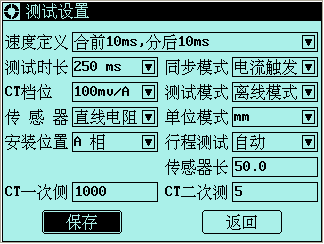 测试设置
速度定义 合前10ms,分后10ms
测试时长 250 ms 同步模式 电流触发
CT档位 100mv/A 测试模式 离线模式
传 感 器 直线电阻 单位模式 mm
安装位置 A 相 行程测试 自动
传感器长 50.0
CT一次侧 1000 CT二次测 5
保存 返回